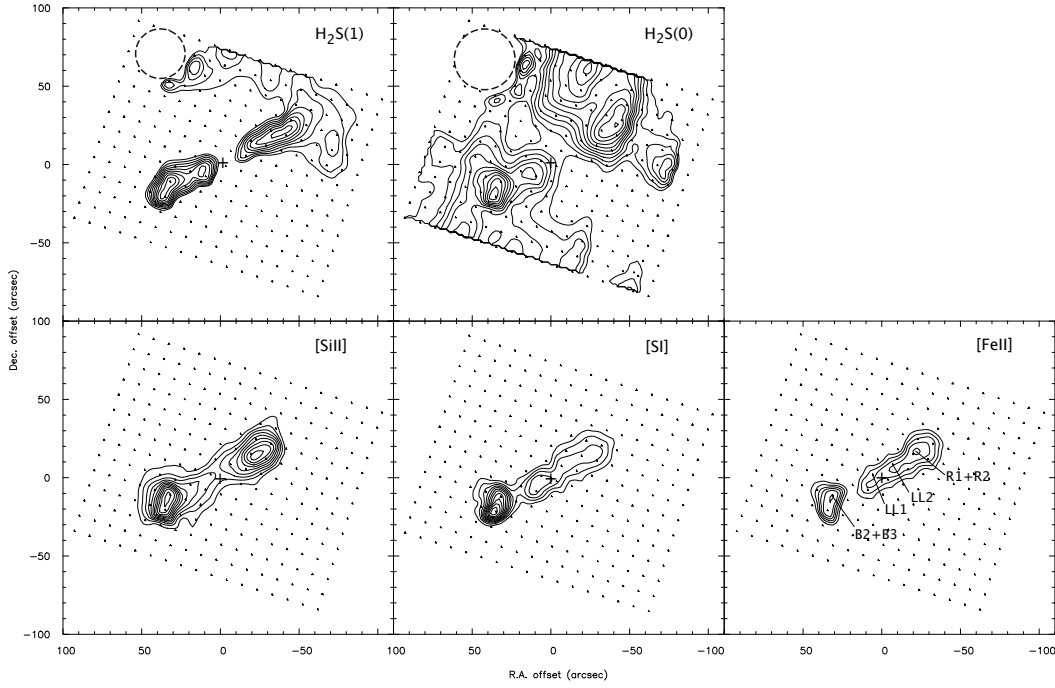 H₂S(1)
H₂S(0)
100
50
0
−50
Dec. offset (arcsec)
[SiII]
[SI]
[FeII]
100
50
0
−50
−100
R1+R2
LL2
LL1
B2+B3
100 50 0 −50 100 50 0 −50 −100 50 0 −50 −100
R.A. offset (arcsec)